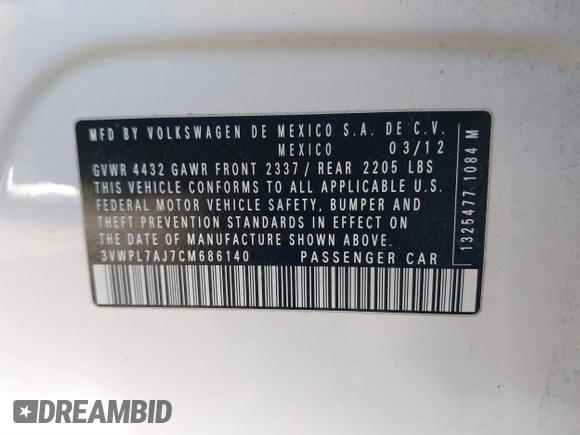 MFD BY VOLKSWAGEN DE MEXICO S.A. DE C.V.
MEXICO 03/12
GVWR 4432 GAWR FRONT 2337/ REAR 2205 LBS
THIS VEHICLE CONFORMS TO ALL APPLICABLE U.S.
FEDERAL MOTOR VEHICLE SAFETY, BUMPER AND
THEFT PREVENTION STANDARDS IN EFFECT ON
THE DATE OF MANUFACTURE SHOWN ABOVE.
3VWPL7AJ7CM686140 PASSENGER CAR
1325477 1084 M
DREAMBID